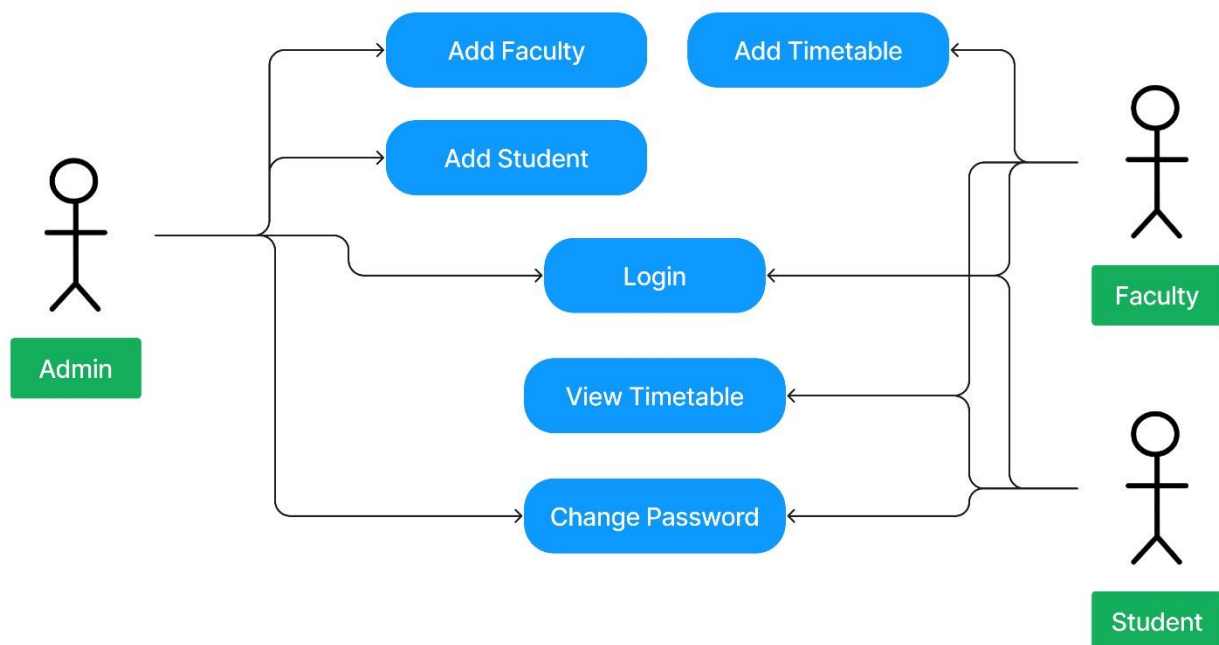 Add Faculty
Add Timetable
Add Student
Login
Faculty
Admin
View Timetable
Change Password
Student